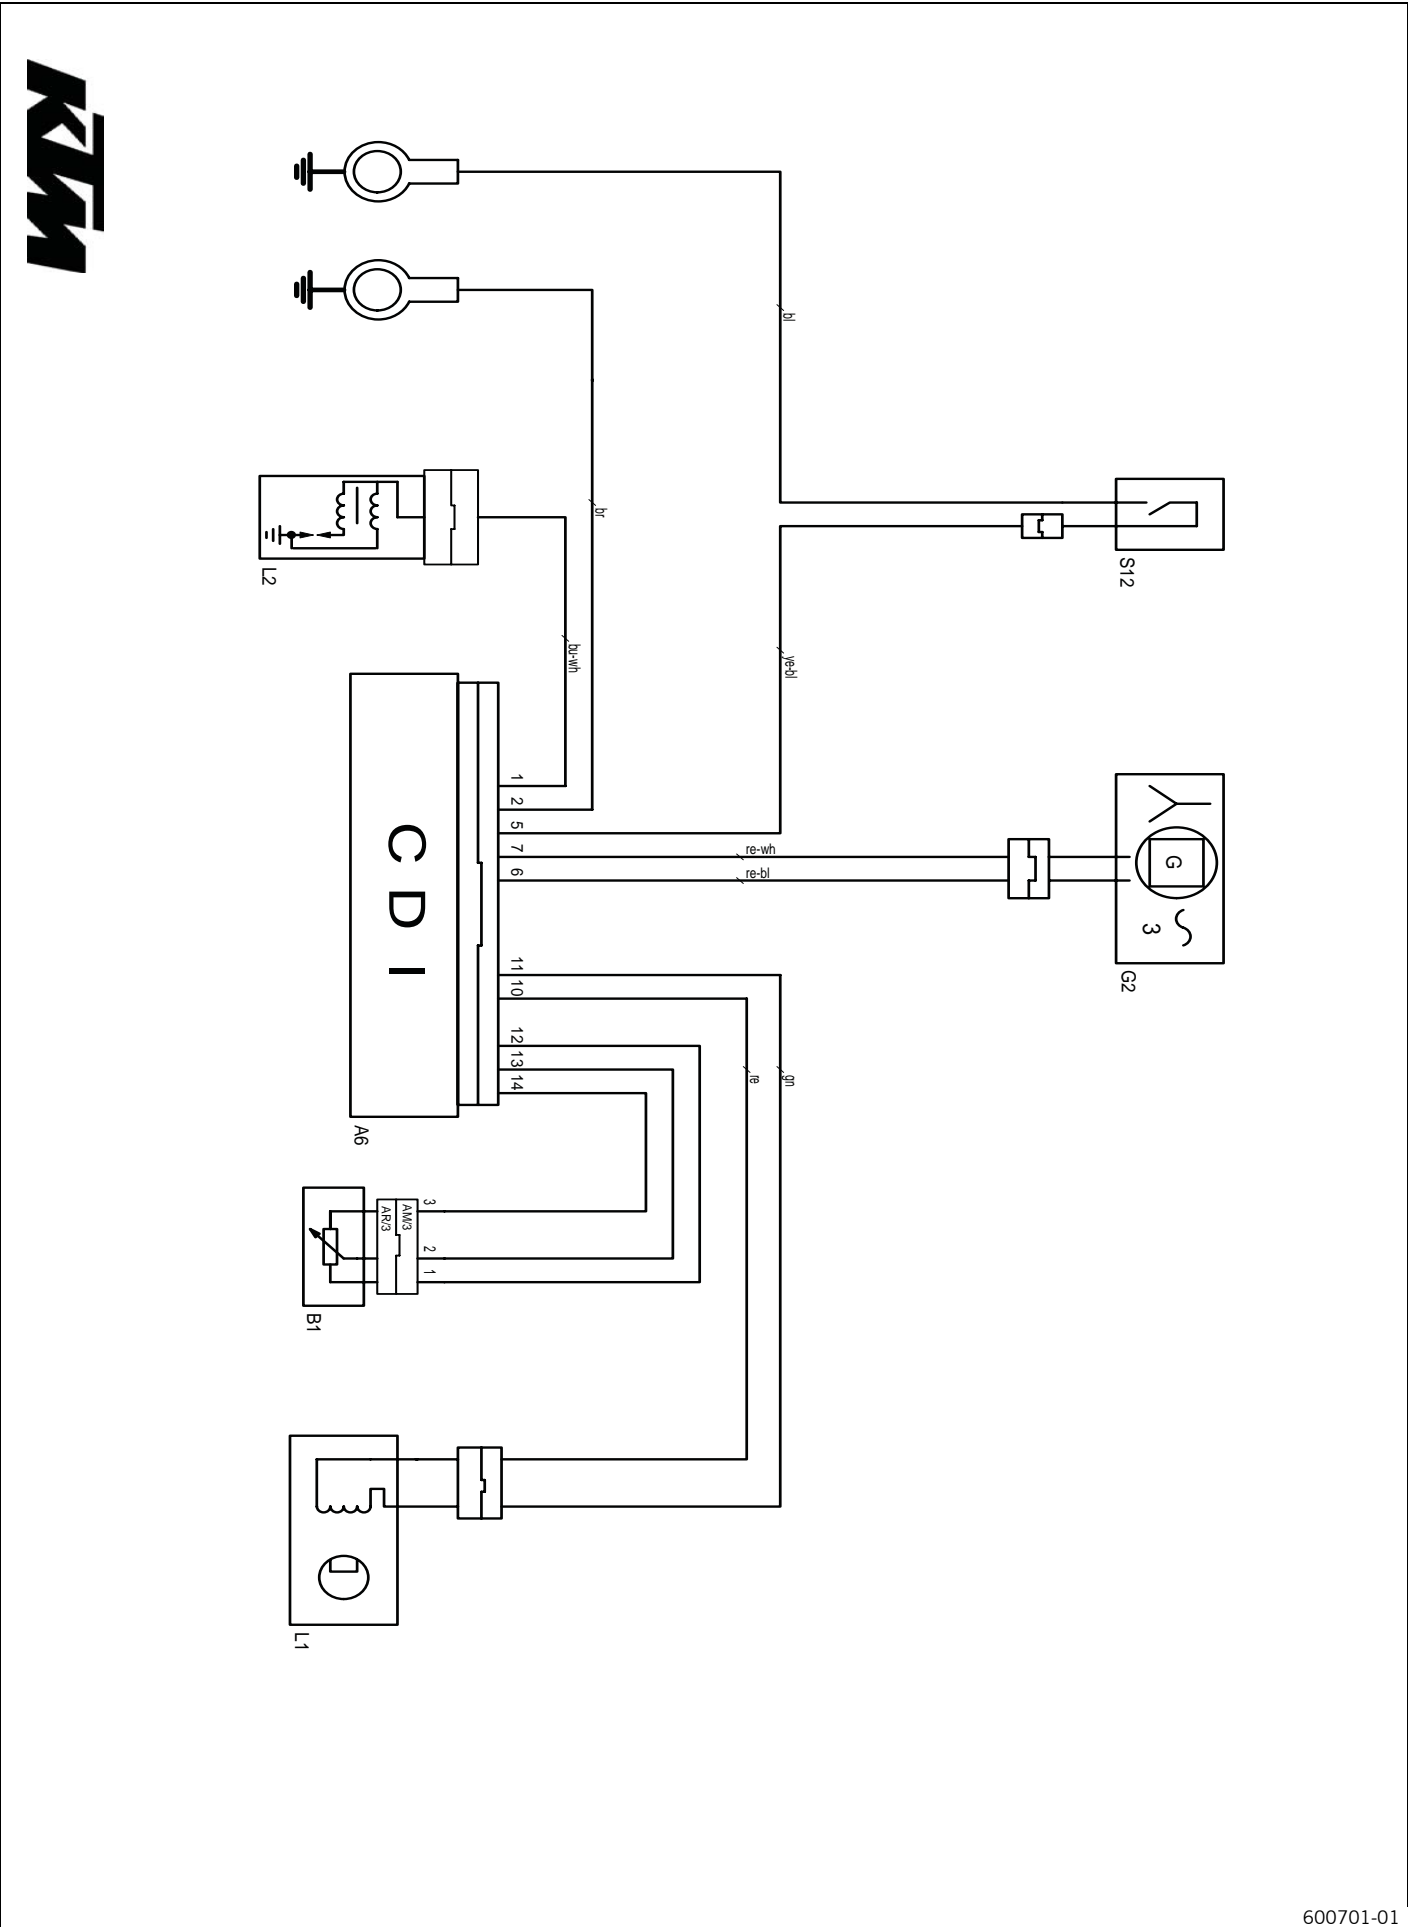 KTM
bl
br
S12
L2
bu-wh
ye-bl
1
2
5
7
6
re-wh
re-bl
G
3
G2
C D I
11
10
12
13
14
re
gn
A6
3
2
1
AM/3
AR/3
B1
L1
600701-01